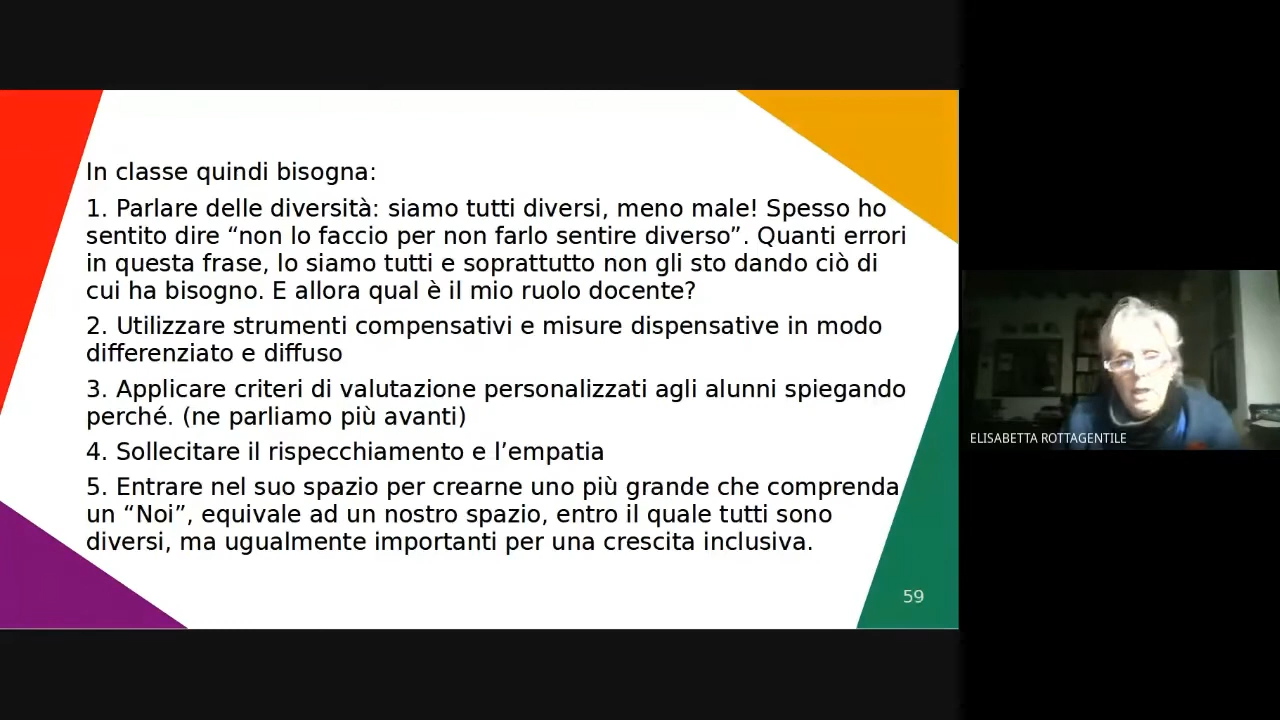 In classe quindi bisogna:
1. Parlare delle diversità: siamo tutti diversi, meno male! Spesso ho
sentito dire “non lo faccio per non farlo sentire diverso”. Quanti errori
in questa frase, lo siamo tutti e soprattutto non gli sto dando ciò di
cui ha bisogno. E allora qual è il mio ruolo docente?
2. Utilizzare strumenti compensativi e misure dispensative in modo
differenziato e diffuso
3. Applicare criteri di valutazione personalizzati agli alunni spiegando
perché. (ne parliamo più avanti)
4. Sollecitare il rispecchiamento e l’empatia
5. Entrare nel suo spazio per crearne uno più grande che comprenda
un “Noi”, equivale ad un nostro spazio, entro il quale tutti sono
diversi, ma ugualmente importanti per una crescita inclusiva.
59
ELISABETTA ROTTAGENTILE